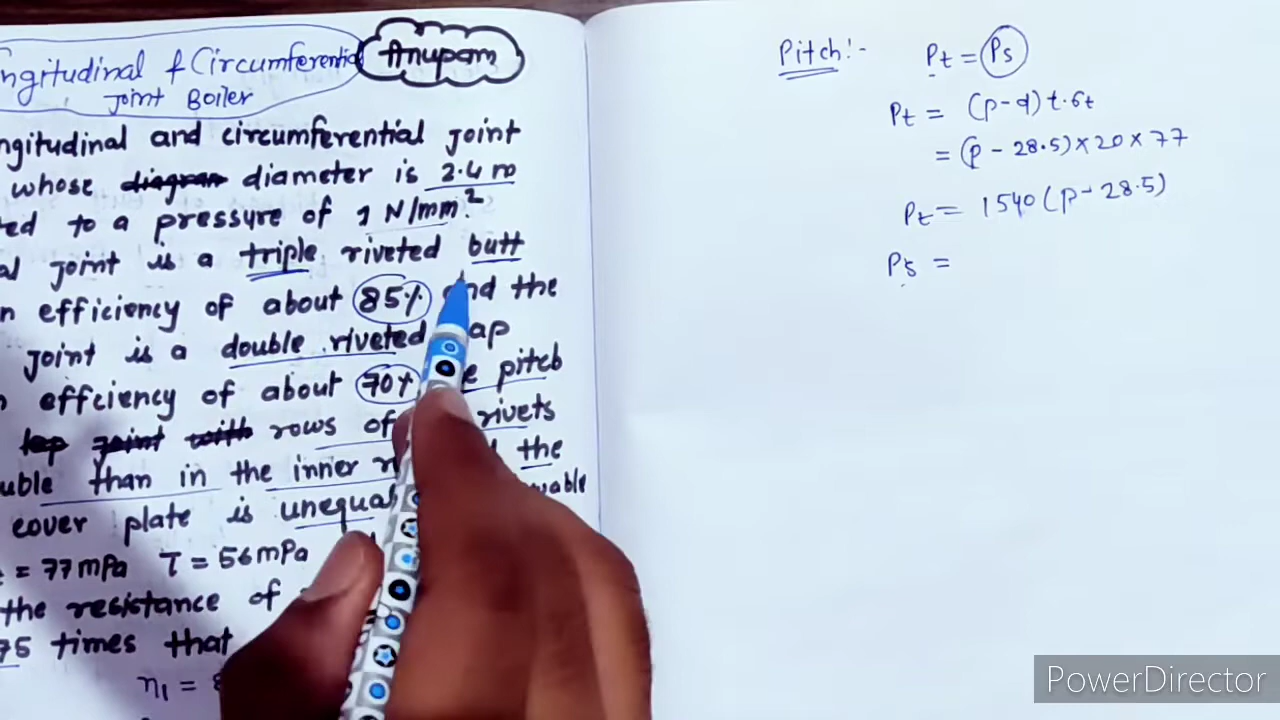 ngitudinal & Circumferential
Joint Boiler
Anupam
ngitudinal and circumferential joint
whose diagram diameter is 2.4 m
ted to a pressure of 1 N/mm².
al joint is a triple riveted butt
n efficiency of about 85% and the
joint is a double riveted ap
effciency of about 70% e pitch
lap joint with rows of rivets
uble than in the inner r the
cover plate is unequal wable
= 77 mPa τ = 56 mPa
the resistance of
75 times that
η1 = 8
Pitch :- Pt = Ps
Pt = (p - d) t . σt
= (p - 28.5) × 20 × 77
Pt = 1540 (p - 28.5)
Ps =
PowerDirector